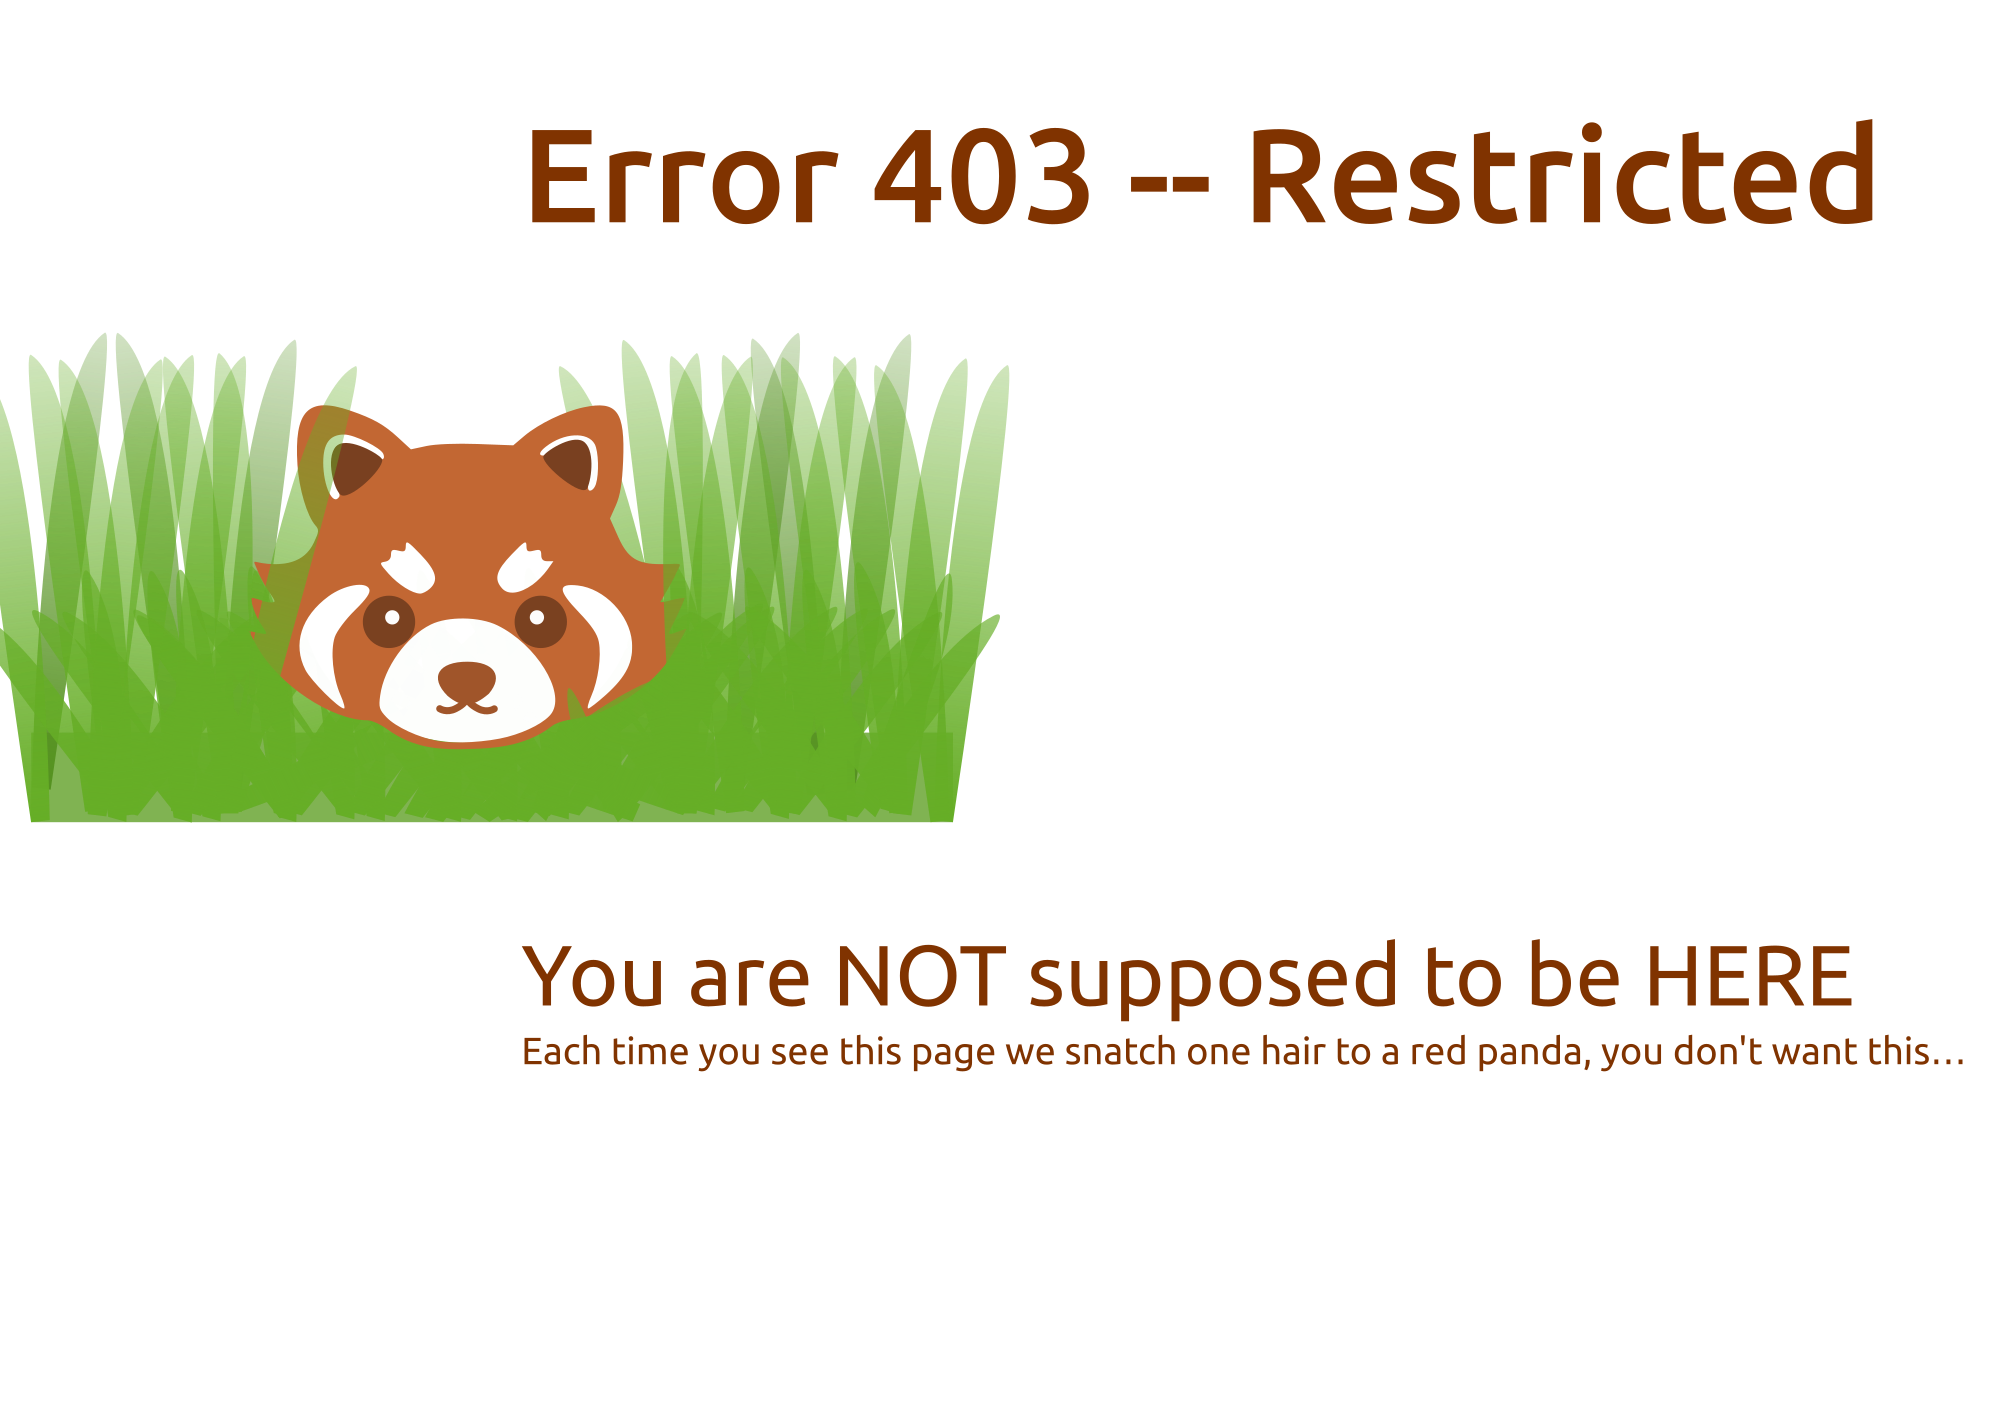 Error 403 -- Restricted
You are NOT supposed to be HERE
Each time you see this page we snatch one hair to a red panda, you don't want this...